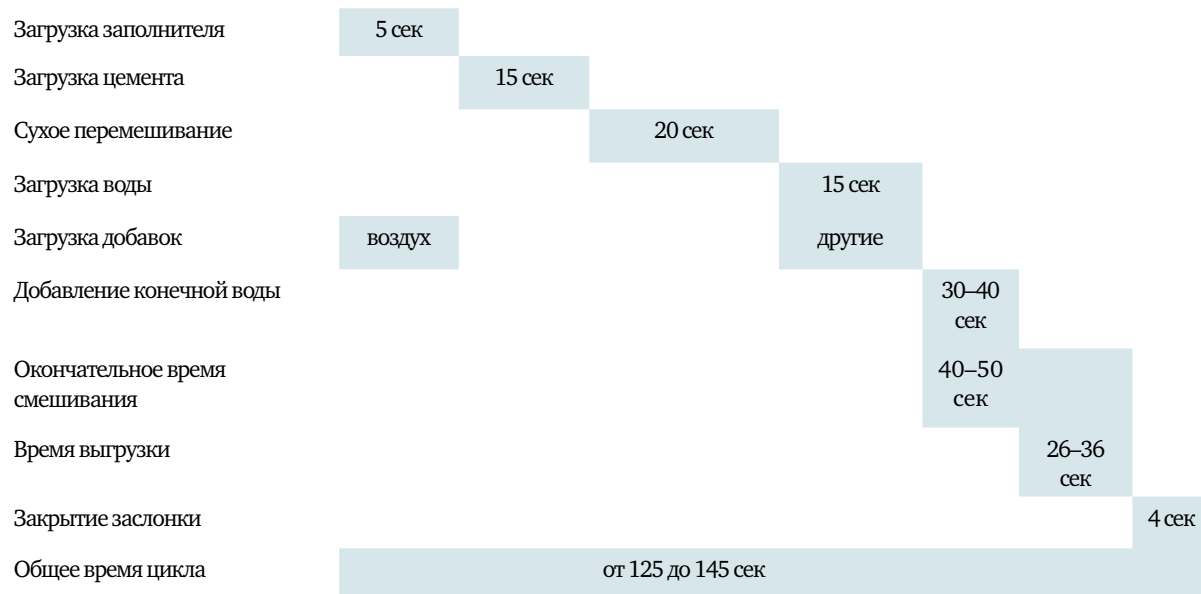 Загрузка заполнителя 5 сек
Загрузка цемента 15 сек
Сухое перемешивание 20 сек
Загрузка воды 15 сек
Загрузка добавок воздух другие
Добавление конечной воды 30–40
сек
Окончательное время 40–50
смешивания сек
Время выгрузки 26–36
сек
Закрытие заслонки 4 сек
Общее время цикла от 125 до 145 сек